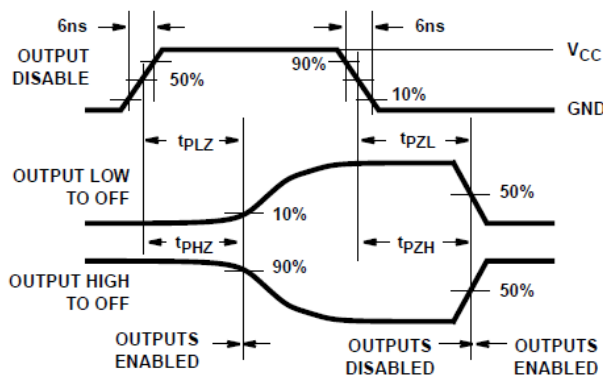 6ns
6ns
OUTPUT
DISABLE
50%
90%
10%
VCC
GND
tPLZ
tPZL
OUTPUT LOW
TO OFF
10%
50%
tPHZ
tPZH
OUTPUT HIGH
TO OFF
90%
50%
OUTPUTS
ENABLED
OUTPUTS
DISABLED
OUTPUTS
ENABLED